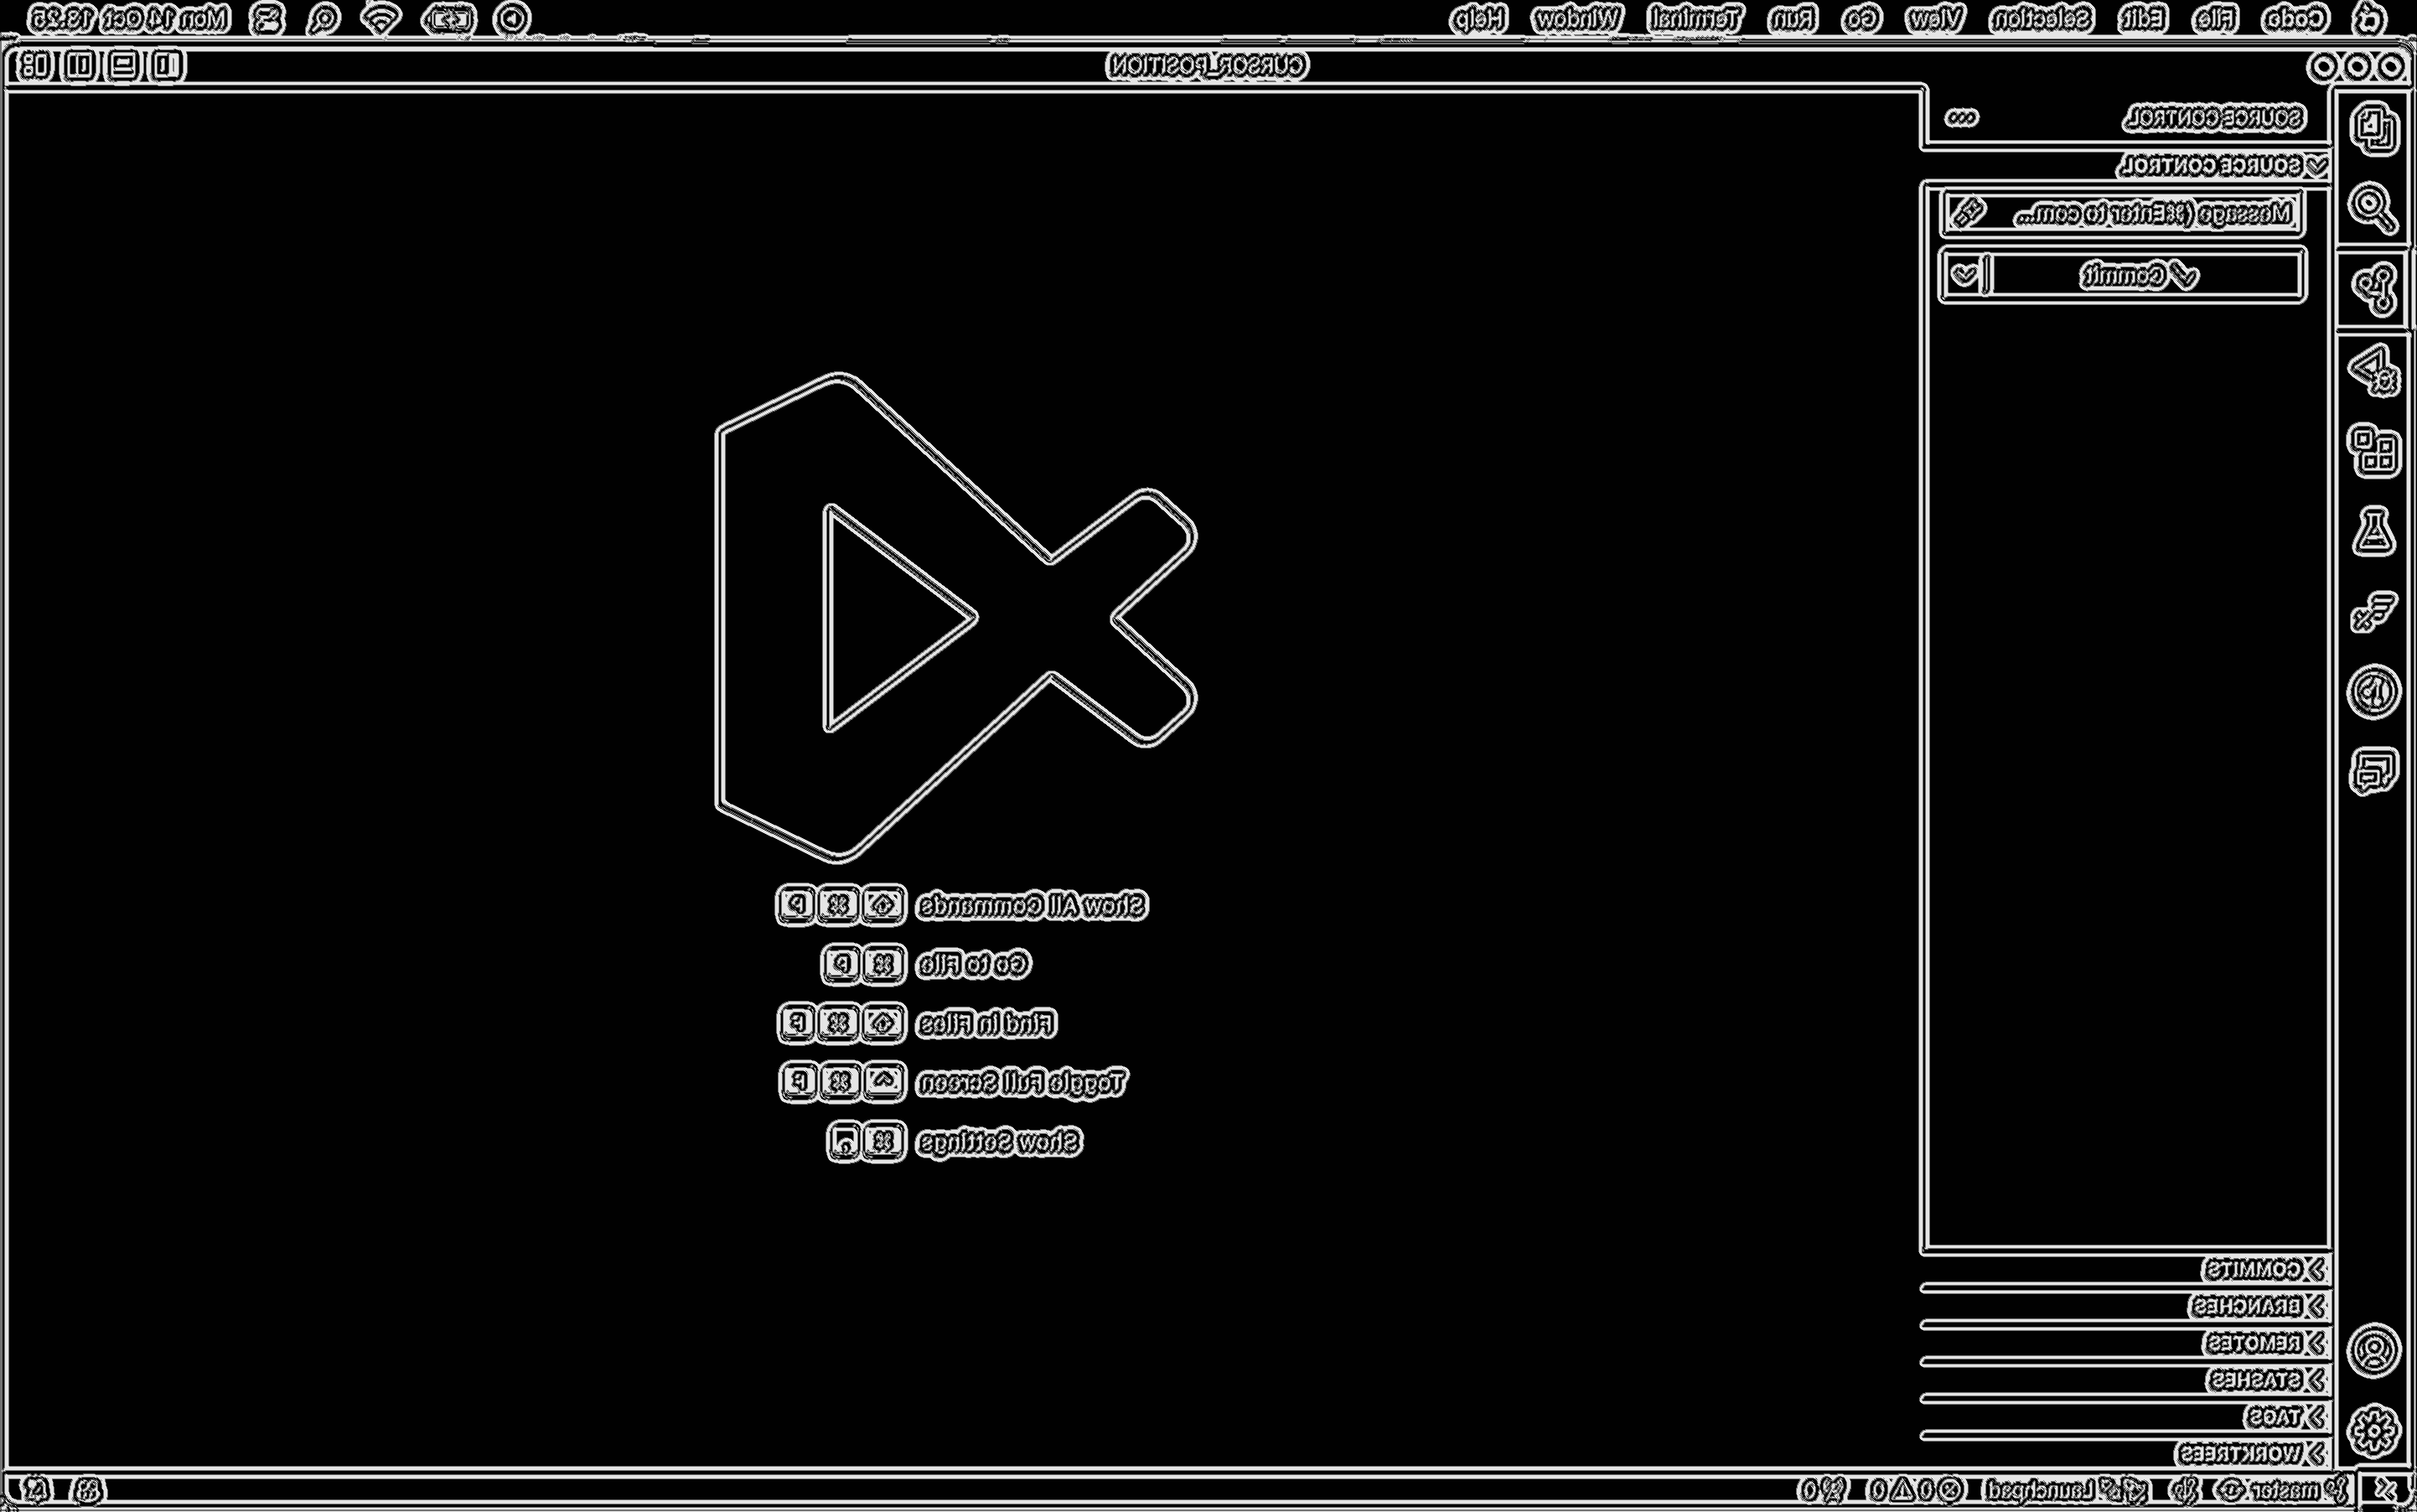 Code File Edit Selection View Go Run Terminal Window Help Mon 14 Oct 13:25
CURSOR_POSITION
SOURCE CONTROL
SOURCE CONTROL
Message (⌘Enter to com...
Commit
Show All Commands ⇧ ⌘ P
Go to File ⌘ P
Find in Files ⇧ ⌘ F
Toggle Full Screen ^ ⌘ F
Show Settings ⌘ ,
COMMITS
BRANCHES
REMOTES
STASHES
TAGS
WORKTREES
master Launchpad 0 0 0